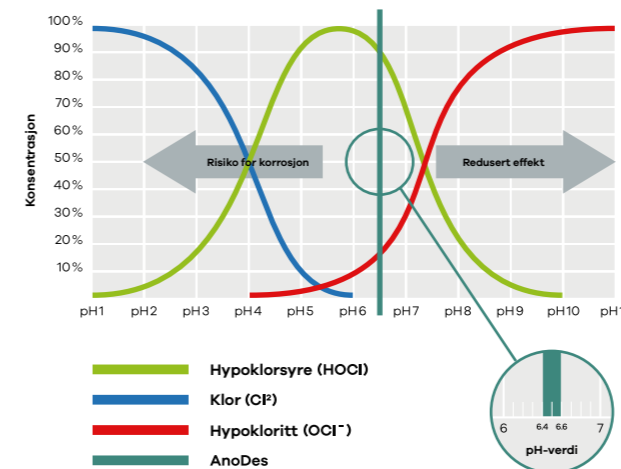 100%
90%
80%
70%
60%
50%
40%
30%
20%
10%
Konsentrasjon
Risiko for korrosjon
Redusert effekt
pH1 pH2 pH3 pH4 pH5 pH6 pH7 pH8 pH9 pH10
Hypoklorsyre (HOCl)
Klor (Cl²)
Hypokloritt (OCl⁻)
AnoDes
6 6.4 6.6 7
pH-verdi